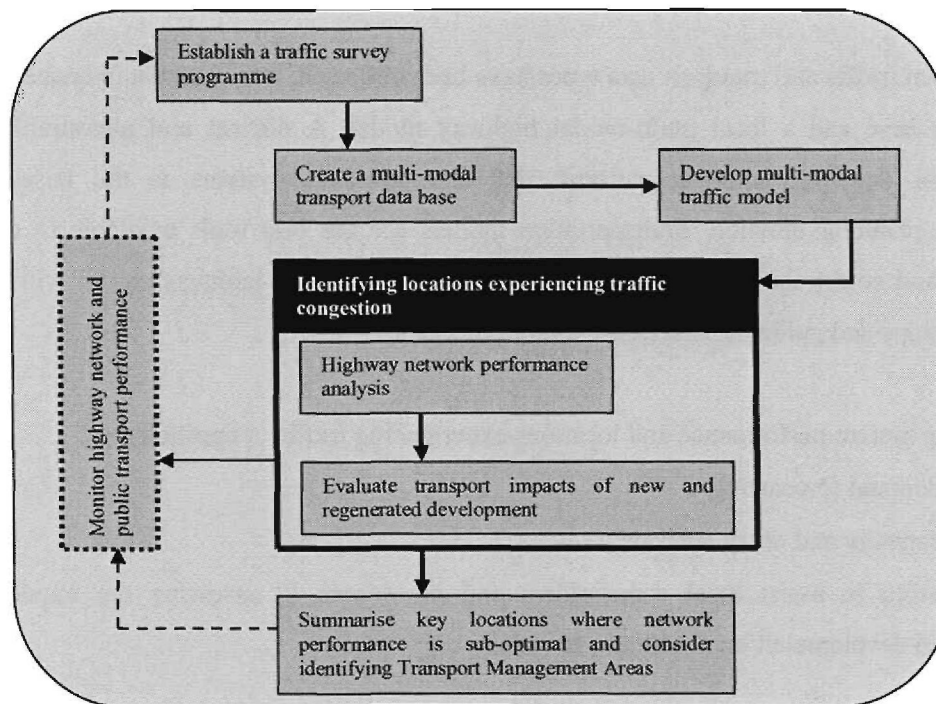 Establish a traffic survey
programme
Create a multi-modal
transport data base
Develop multi-modal
traffic model
Identifying locations experiencing traffic
congestion
Highway network performance
analysis
Evaluate transport impacts of new and
regenerated development
Monitor highway network and
public transport performance
Summarise key locations where network
performance is sub-optimal and consider
identifying Transport Management Areas